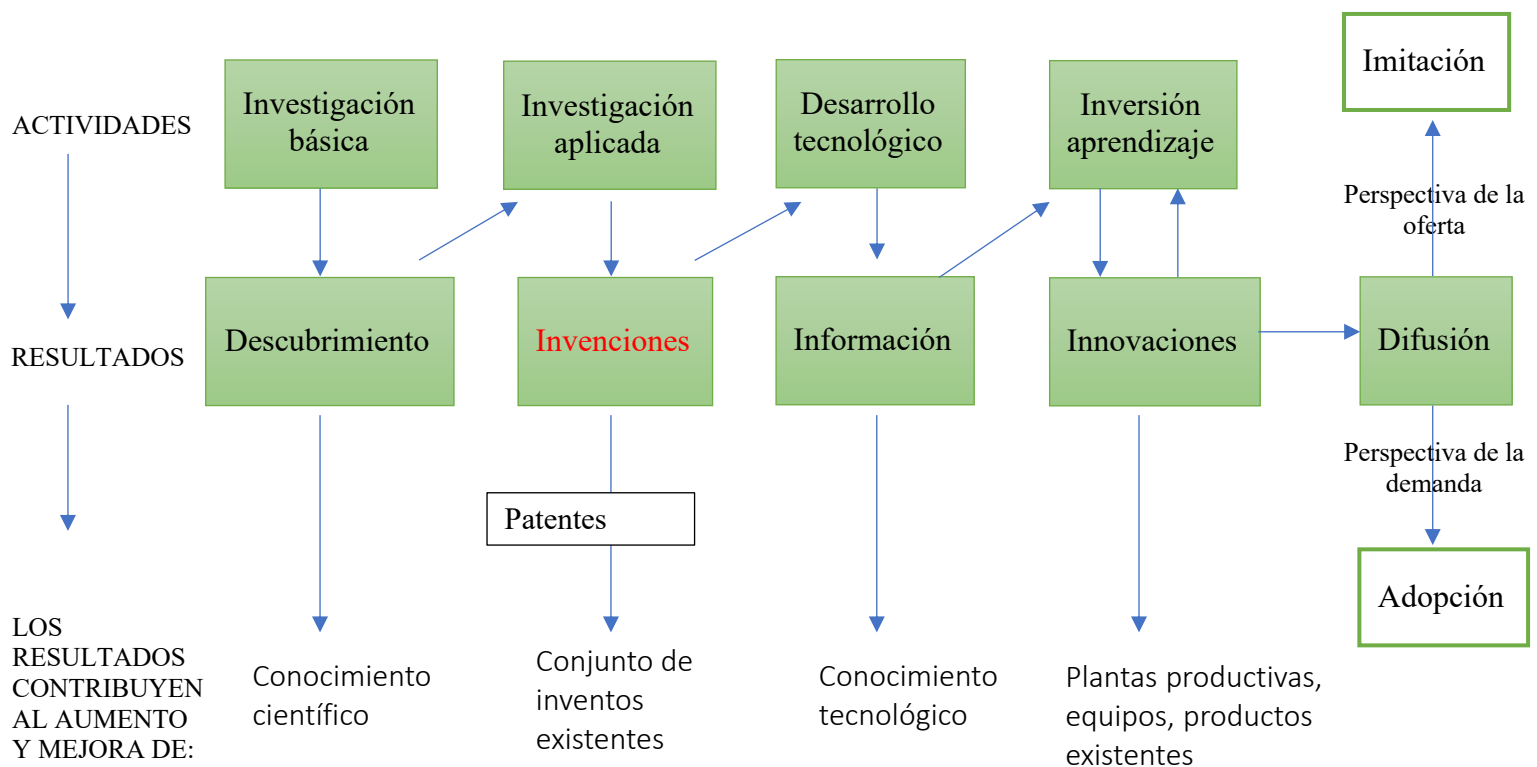 ACTIVIDADES
Investigación
básica
Investigación
aplicada
Desarrollo
tecnológico
Inversión
aprendizaje
Imitación
Perspectiva de la
oferta
RESULTADOS
Descubrimiento
Invenciones
Información
Innovaciones
Difusión
Perspectiva de la
demanda
Patentes
Adopción
LOS
RESULTADOS
CONTRIBUYEN
AL AUMENTO
Y MEJORA DE:
Conocimiento
científico
Conjunto de
inventos
existentes
Conocimiento
tecnológico
Plantas productivas,
equipos, productos
existentes